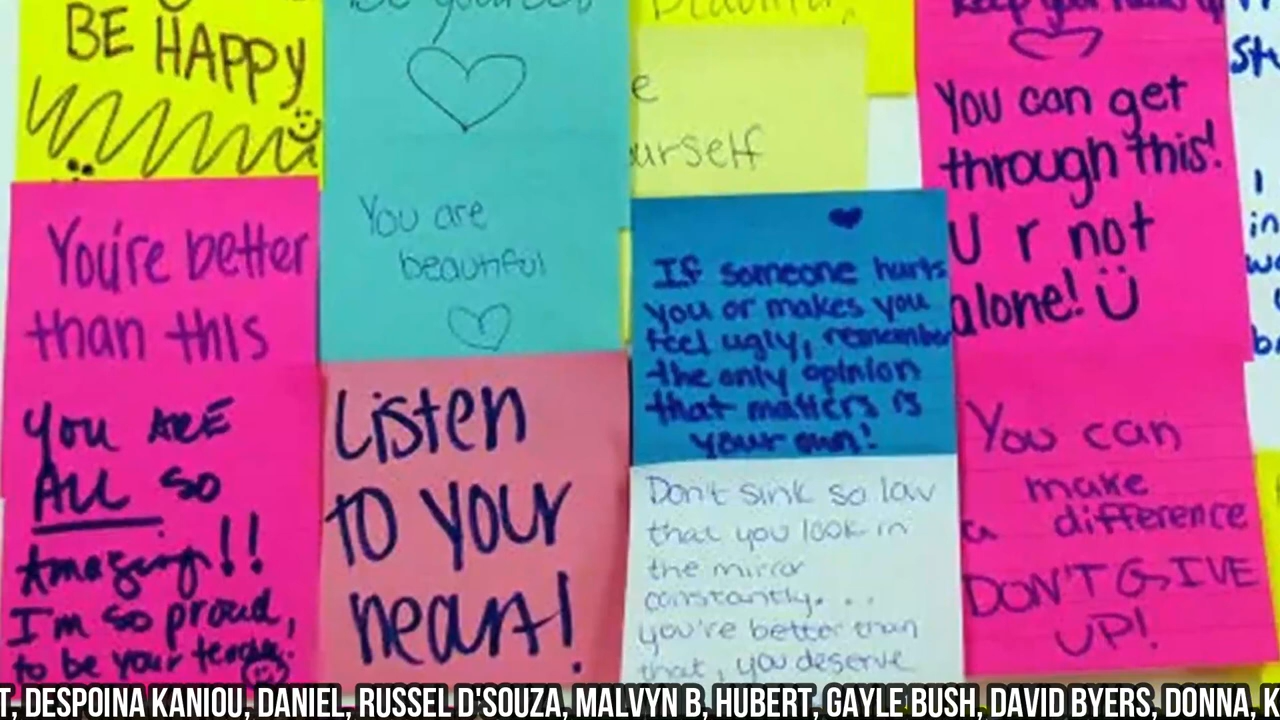 BE HAPPY
You're better
than this
You ARE
ALL so
Amazing!!
I'm so proud,
to be your
Be yourself
You are
beautiful
Listen
to your
heart!
Beautiful,
urself
If someone hurts
you or makes you
feel ugly, remember
the only opinion
that matters is
your own!
Don't sink so low
that you look in
the mirror
constantly...
you're better than
that, you deserve
You can get
through this!
U r not
alone! Ü
You can
make
a difference
DON'T GIVE
UP!
T, DESPOINA KANIOU, DANIEL, RUSSEL D'SOUZA, MALVYN B, HUBERT, GAYLE BUSH, DAVID BYERS, DONNA, K